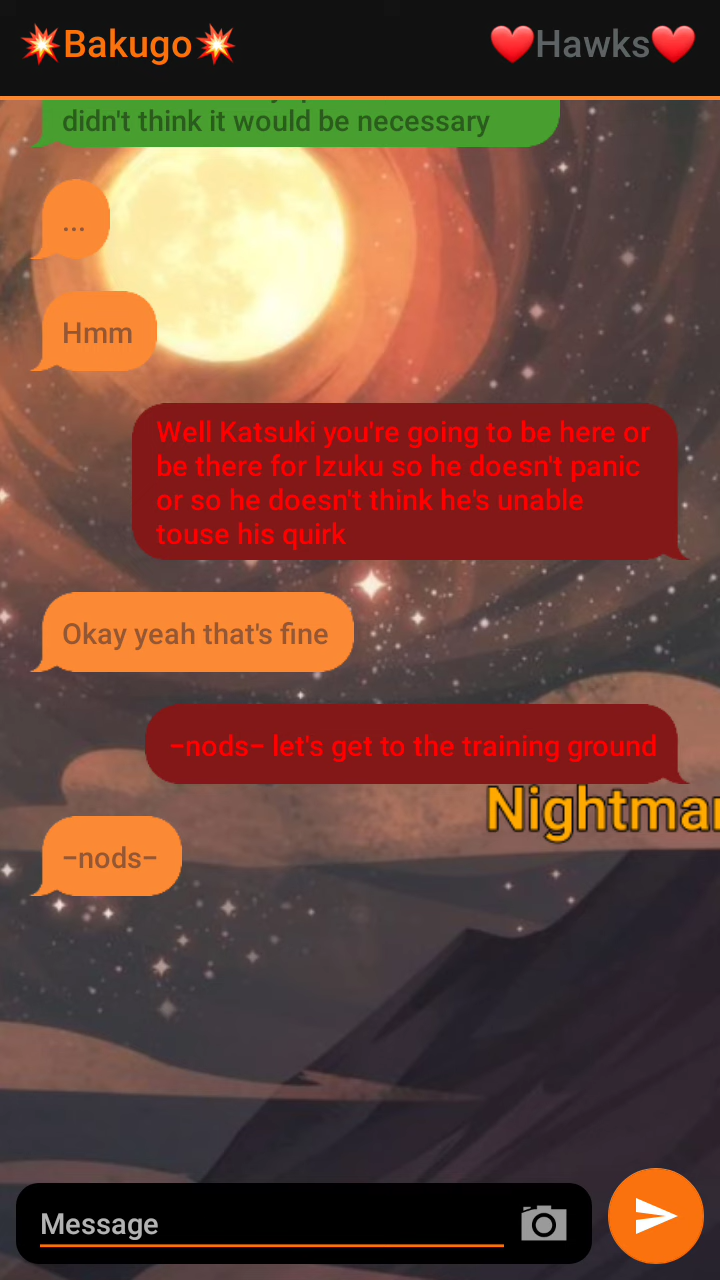 💥Bakugo💥
❤️Hawks❤️
didn't think it would be necessary
...
Hmm
Well Katsuki you're going to be here or
be there for Izuku so he doesn't panic
or so he doesn't think he's unable
touse his quirk
Okay yeah that's fine
–nods– let's get to the training ground
–nods–
Message